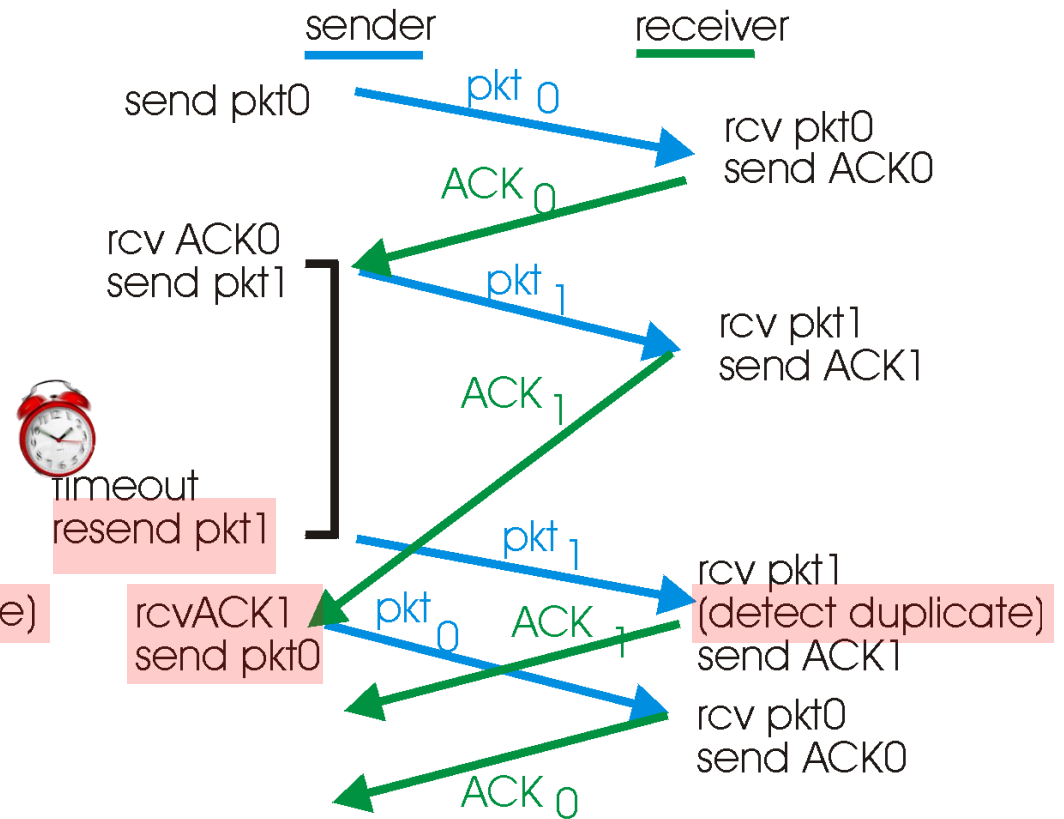 sender
receiver
send pkt0
pkt 0
rcv pkt0
send ACK0
ACK 0
rcv ACK0
send pkt1
pkt 1
rcv pkt1
send ACK1
ACK 1
timeout
resend pkt1
pkt 1
rcv pkt1
(detect duplicate)
send ACK1
e)
rcvACK1
send pkt0
pkt 0
ACK 1
rcv pkt0
send ACK0
ACK 0